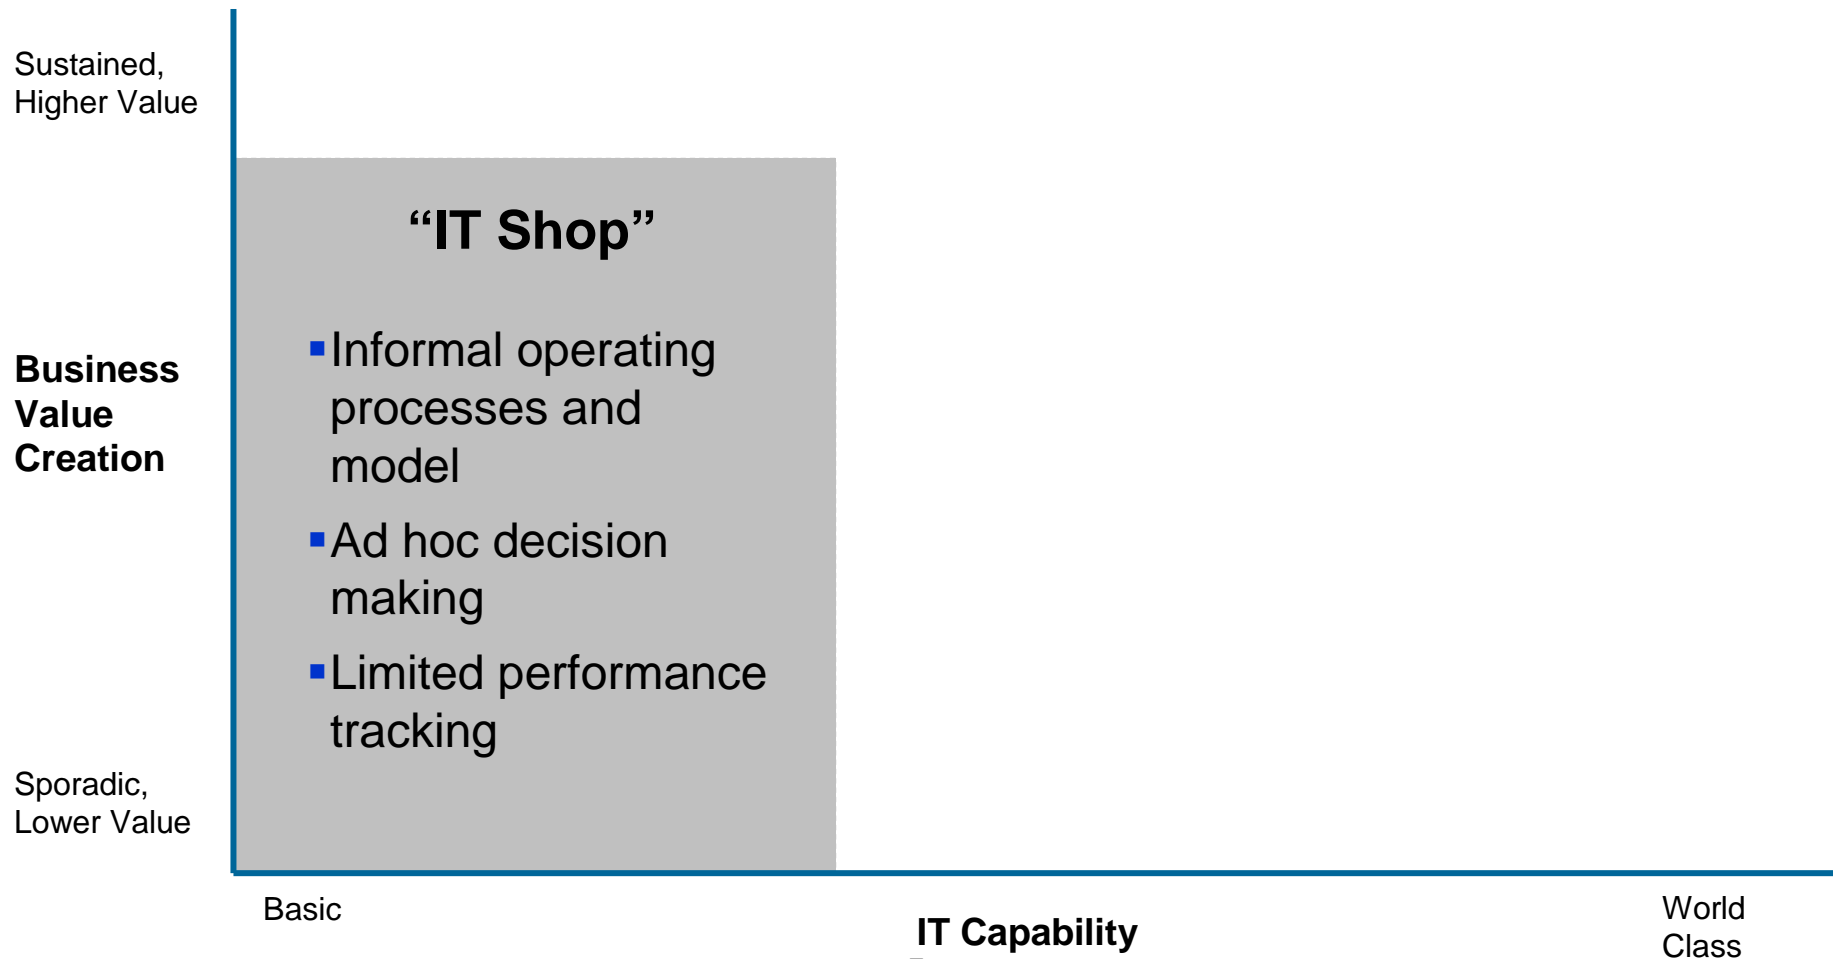 Sustained,
Higher Value
“IT Shop”
Business
Value
Creation
▪Informal operating
processes and
model
▪Ad hoc decision
making
▪Limited performance
tracking
Sporadic,
Lower Value
Basic
IT Capability
World
Class